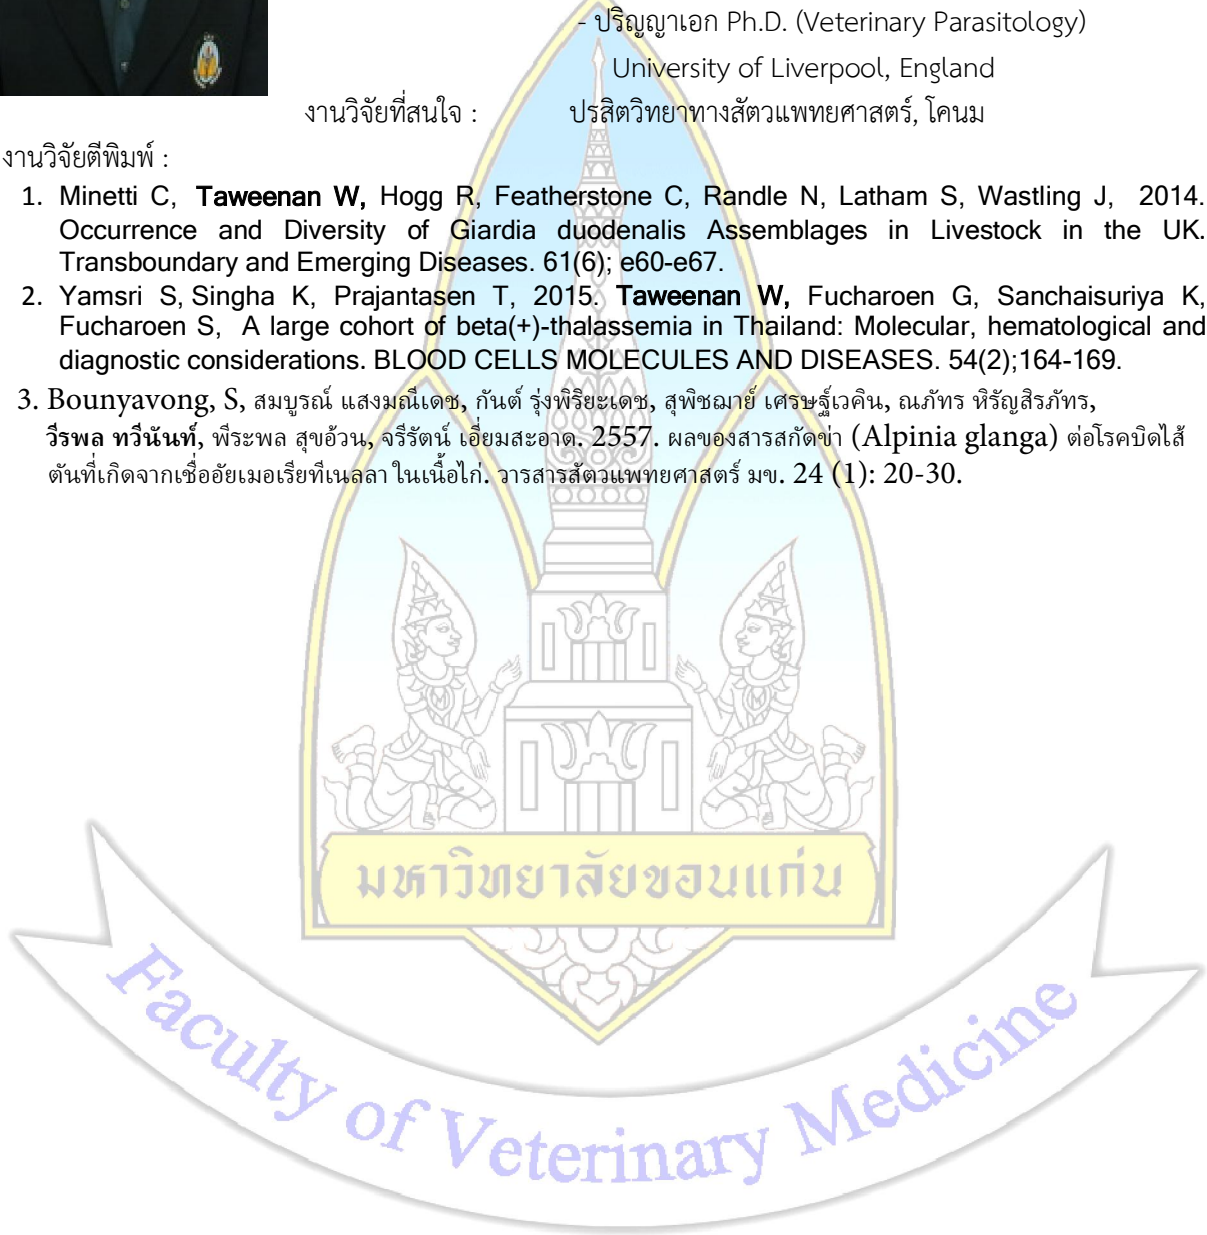 - ปริญญาเอก Ph.D. (Veterinary Parasitology)
University of Liverpool, England
งานวิจัยที่สนใจ : ปรสิตวิทยาทางสัตวแพทยศาสตร์, โคนม
งานวิจัยตีพิมพ์ :
1. Minetti C, Taweenan W, Hogg R, Featherstone C, Randle N, Latham S, Wastling J, 2014.
Occurrence and Diversity of Giardia duodenalis Assemblages in Livestock in the UK.
Transboundary and Emerging Diseases. 61(6); e60-e67.
2. Yamsri S, Singha K, Prajantasen T, 2015. Taweenan W, Fucharoen G, Sanchaisuriya K,
Fucharoen S, A large cohort of beta(+)-thalassemia in Thailand: Molecular, hematological and
diagnostic considerations. BLOOD CELLS MOLECULES AND DISEASES. 54(2);164-169.
3. Bounyavong, S, สมบูรณ์ แสงมณีเดช, กันต์ รุ่งพิริยะเดช, สุพิชฌาย์ เศรษฐ์เวคิน, ณภัทร หิรัญสิรภัทร,
วีรพล ทวีนันท์, พีระพล สุขอ้วน, จรีรัตน์ เอี่ยมสะอาด. 2557. ผลของสารสกัดข่า (Alpinia glanga) ต่อโรคบิดไส้
ตันที่เกิดจากเชื่ออัยเมอเรียทีเนลลา ในเนื้อไก่. วารสารสัตวแพทยศาสตร์ มข. 24 (1): 20-30.
มหาวิทยาลัยขอนแก่น
Faculty of Veterinary Medicine